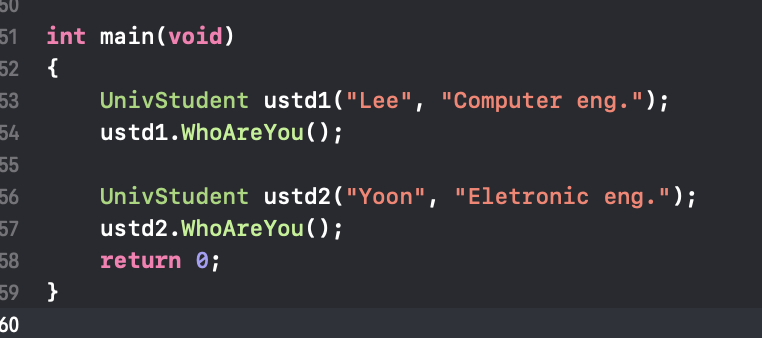 50
51 int main(void)
52 {
53 UnivStudent ustd1("Lee", "Computer eng.");
54 ustd1.WhoAreYou();
55
56 UnivStudent ustd2("Yoon", "Eletronic eng.");
57 ustd2.WhoAreYou();
58 return 0;
59 }
60